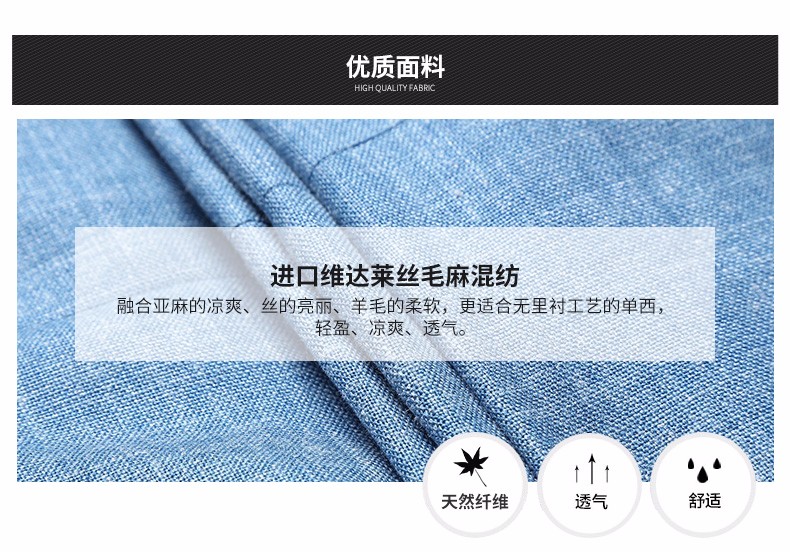 优质面料
HIGH QUALITY FABRIC
进口维达莱丝毛麻混纺
融合亚麻的凉爽、丝的亮丽、羊毛的柔软，更适合无里衬工艺的单西，
轻盈、凉爽、透气。
天然纤维
透气
舒适